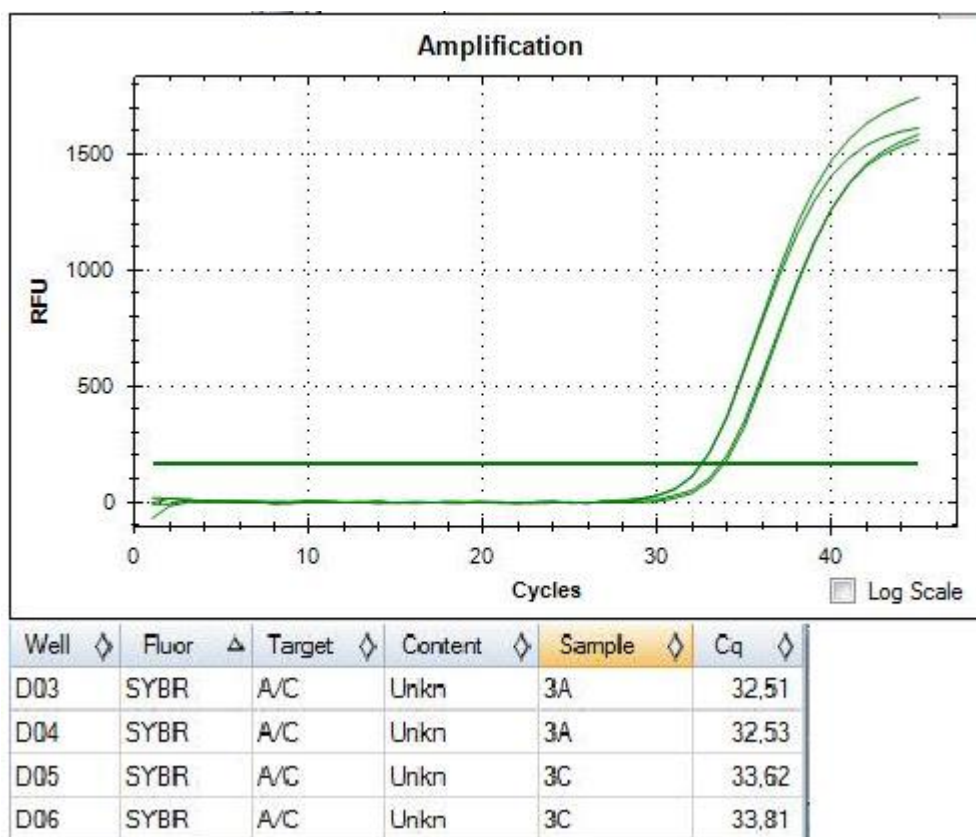 Amplification
1500
1000
500
0
RFU
0 10 20 30 40
Cycles
Log Scale
Well Fluor Target Content Sample Cq
D03 SYBR A/C Unkn 3A 32,51
D04 SYBR A/C Unkn 3A 32,53
D05 SYBR A/C Unkn 3C 33,62
D06 SYBR A/C Unkn 3C 33,81